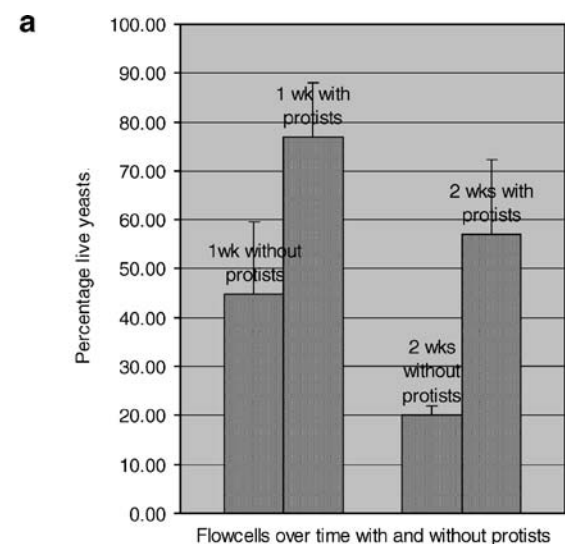 a
100.00
90.00
80.00
70.00
60.00
50.00
40.00
30.00
20.00
10.00
0.00
Percentage live yeasts.
1wk without
protists
1 wk with
protists
2 wks
without
protists
2 wks with
protists
Flowcells over time with and without protists